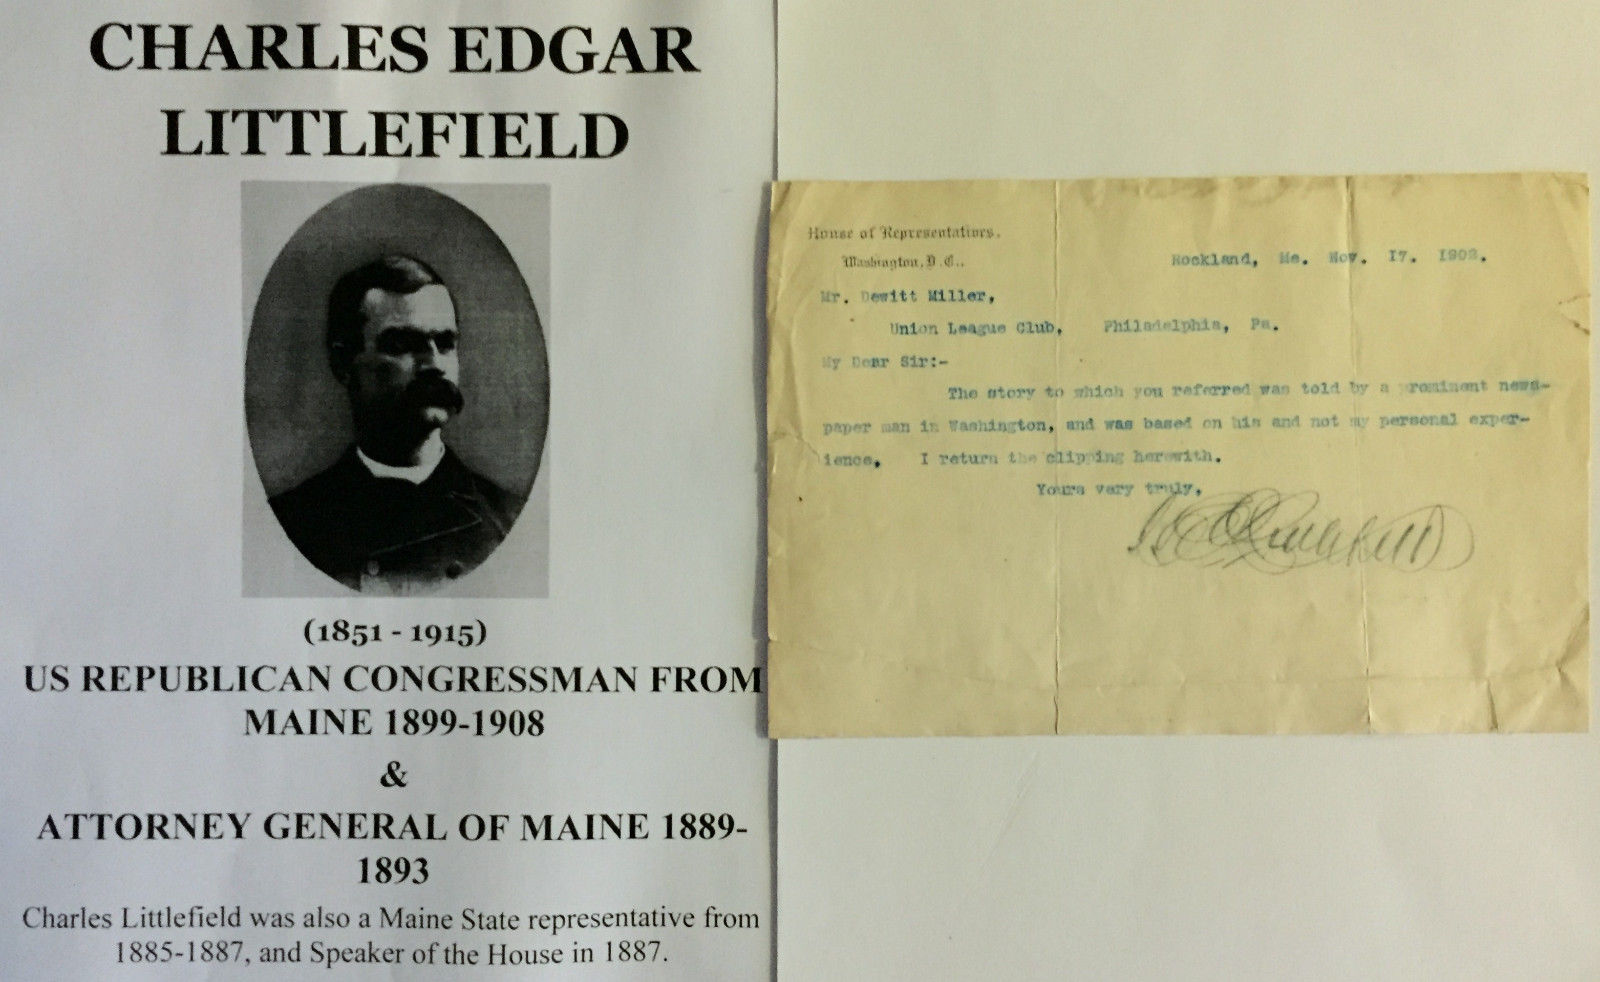 CHARLES EDGAR
LITTLEFIELD
(1851 - 1915)
US REPUBLICAN CONGRESSMAN FROM
MAINE 1899-1908
&
ATTORNEY GENERAL OF MAINE 1889-
1893
Charles Littlefield was also a Maine State representative from
1885-1887, and Speaker of the House in 1887.
House of Representatives.
Washington, D. C.,
Rockland, Me. Nov. 17. 1902.
Mr. Dewitt Miller,
Union League Club, Philadelphia, Pa.
My Dear Sir:-
The story to which you referred was told by a prominent news-
paper man in Washington, and was based on his and not my personal exper-
ience. I return the clipping herewith.
Yours very truly,